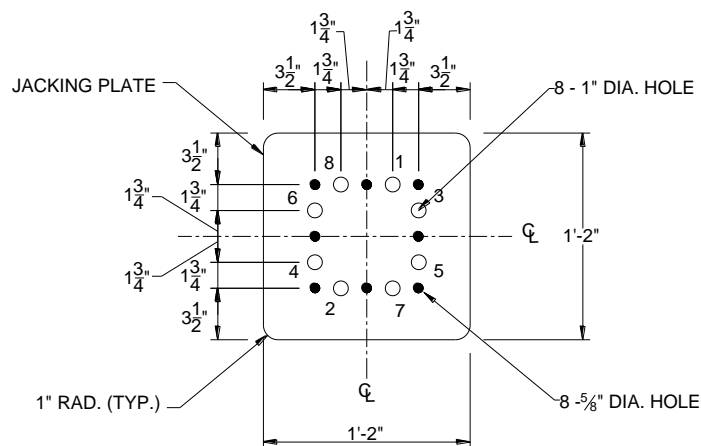 1 3/4" 1 3/4"
3 1/2" 1 3/4" 1 3/4" 3 1/2"
JACKING PLATE
8 - 1" DIA. HOLE
3 1/2"
8 1
1 3/4" 1 3/4"
6 3
C L
1'-2"
1 3/4" 1 3/4"
4 5
2 7
3 1/2"
C L
1" RAD. (TYP.)
8 -5/8" DIA. HOLE
1'-2"